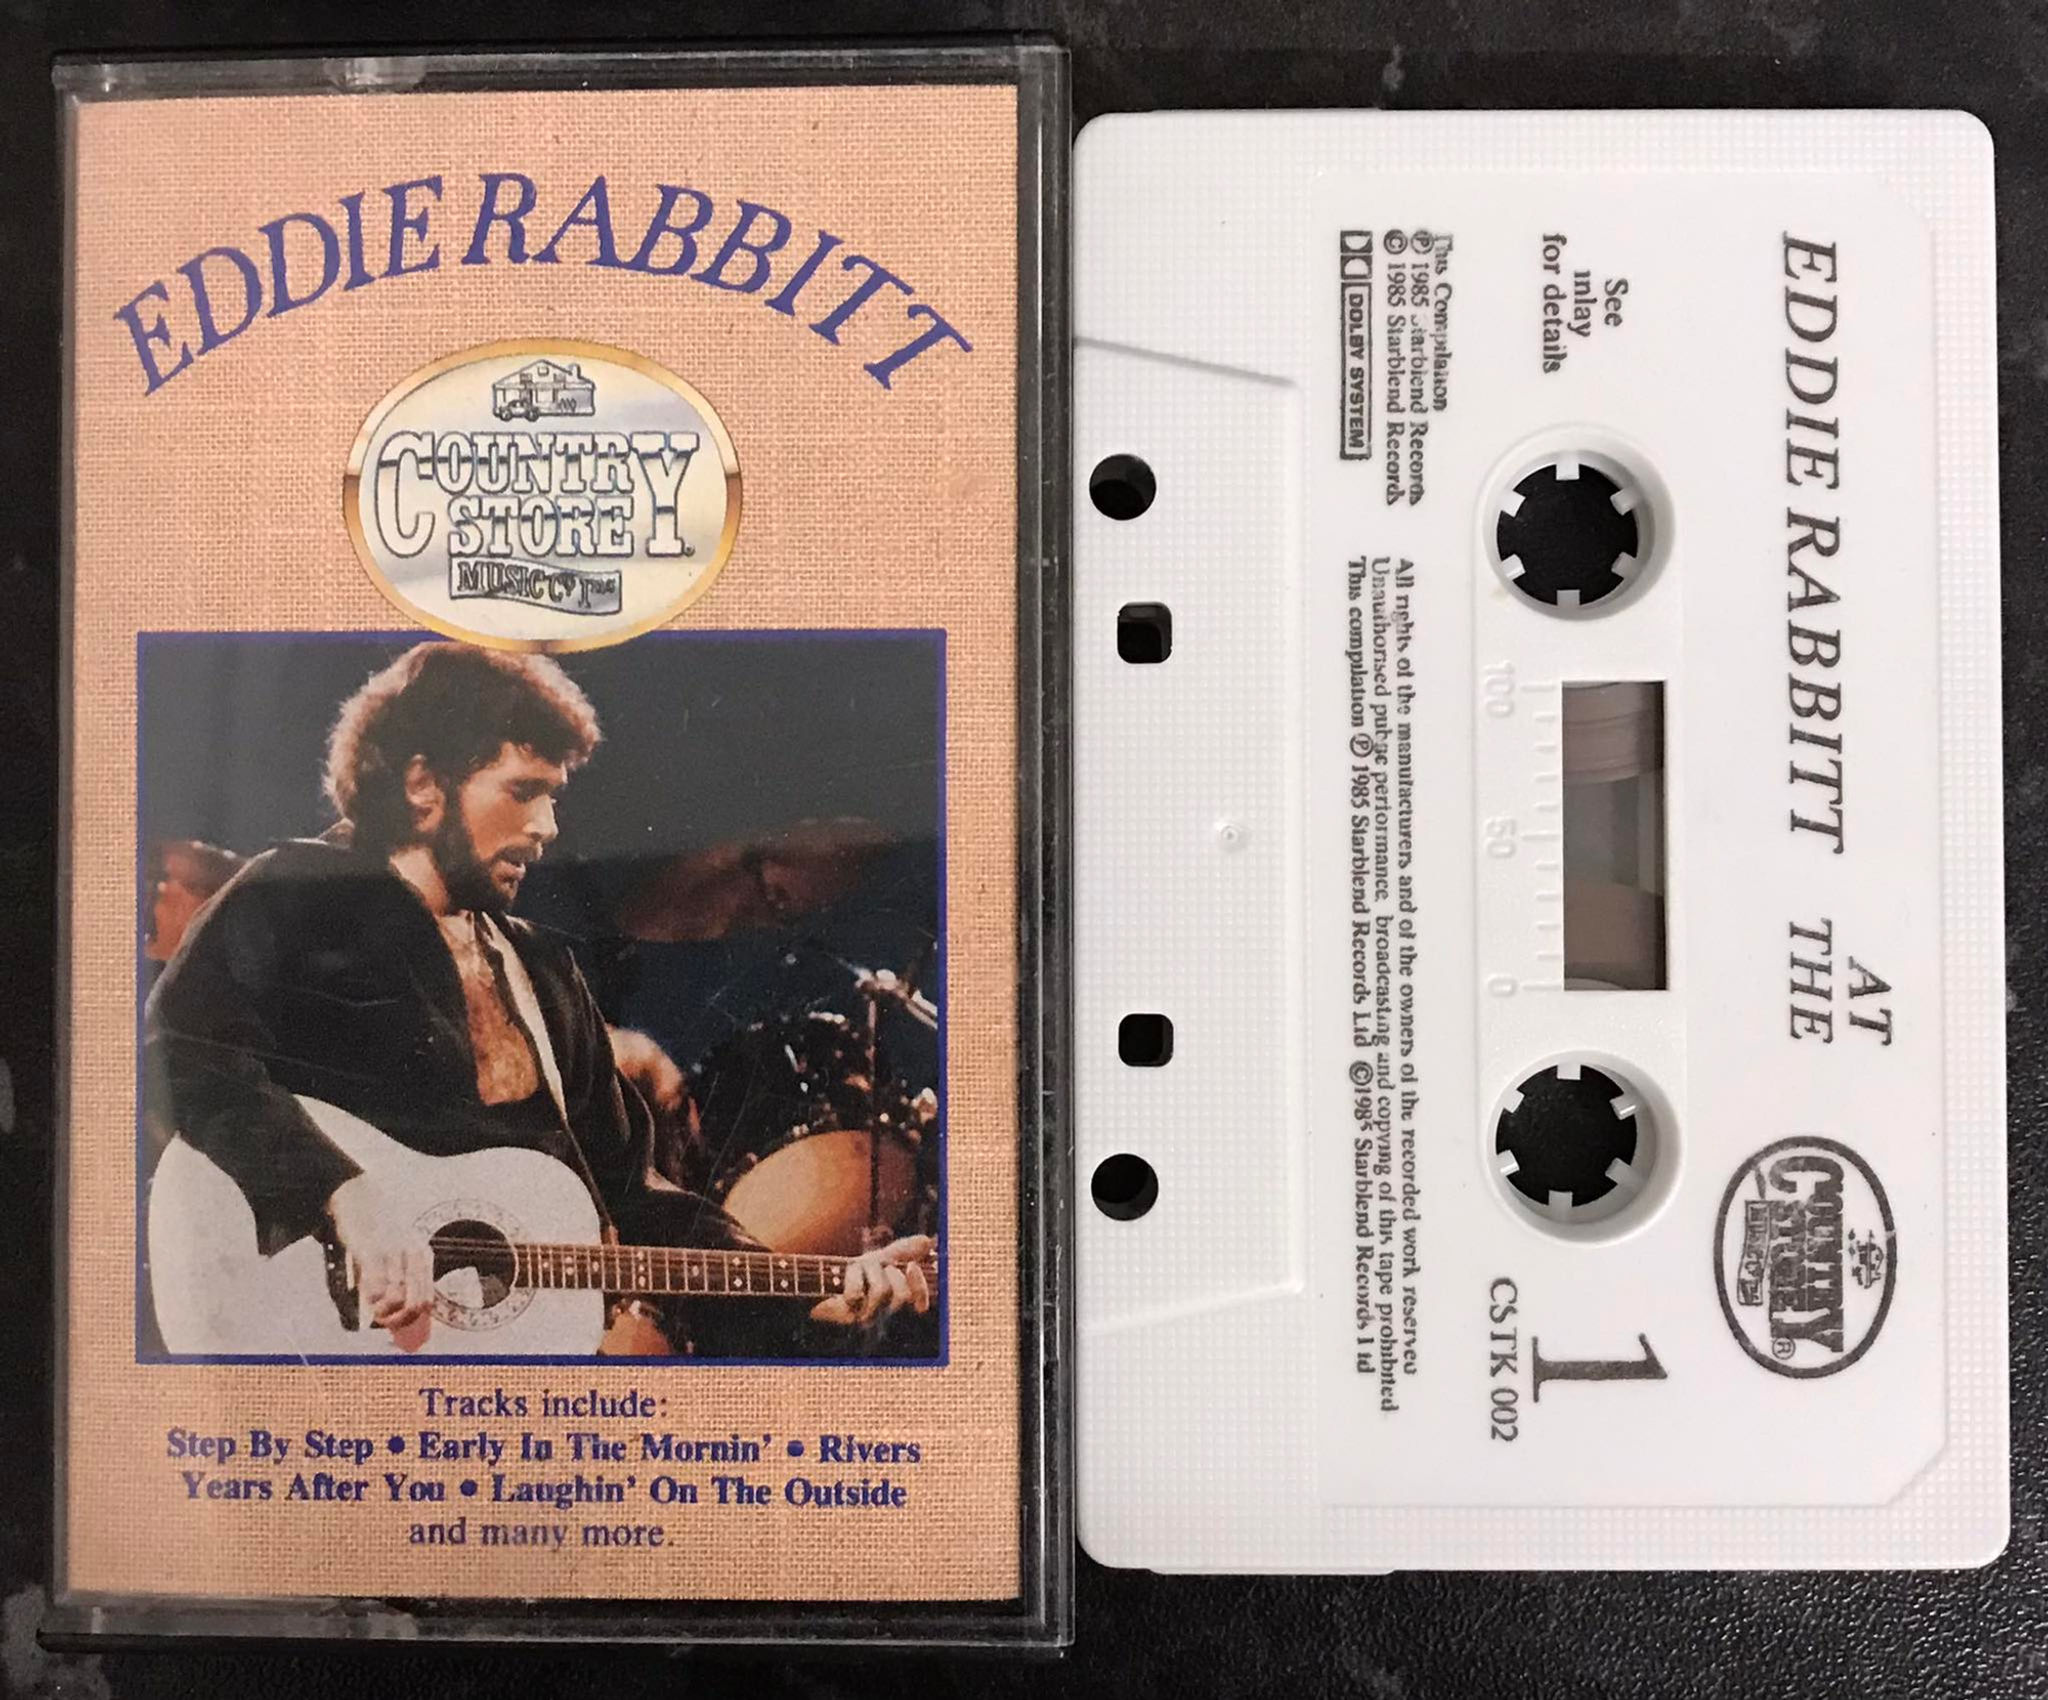 EDDIE RABBITT
COUNTRY
STORE
MUSIC Cº
Tracks include:
Step By Step • Early In The Mornin' • Rivers
Years After You • Laughin' On The Outside
and many more.
EDDIE RABBITT AT THE
COUNTRY
STORE
®
See
inlay
for details
1
CSTK 002
This Compilation
Ⓟ 1985 Starblend Records
© 1985 Starblend Records
DOLBY SYSTEM
100 50 0
All rights of the manufacturers and of the owners of the recorded work reserved
Unauthorised performance broadcasting and copying of this tape prohibited
This compilation Ⓟ 1985 Starblend Records Ltd © 1985 Starblend Records Ltd